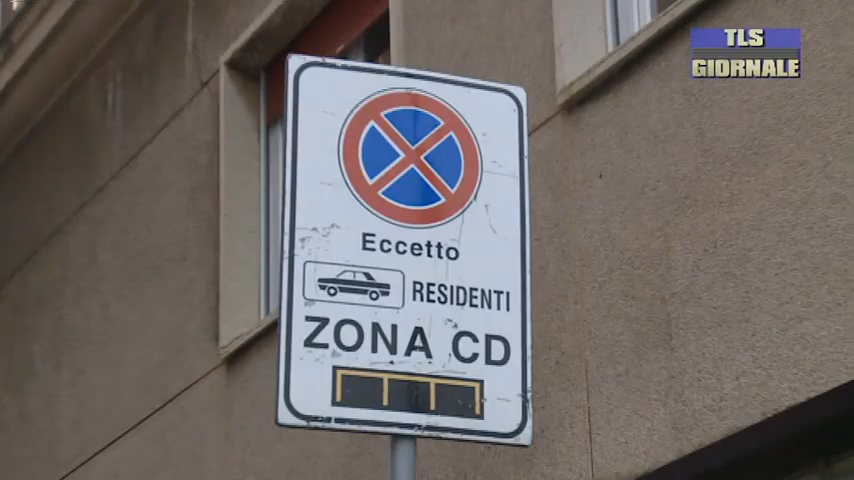 TLS
GIORNALE
Eccetto
RESIDENTI
ZONA CD